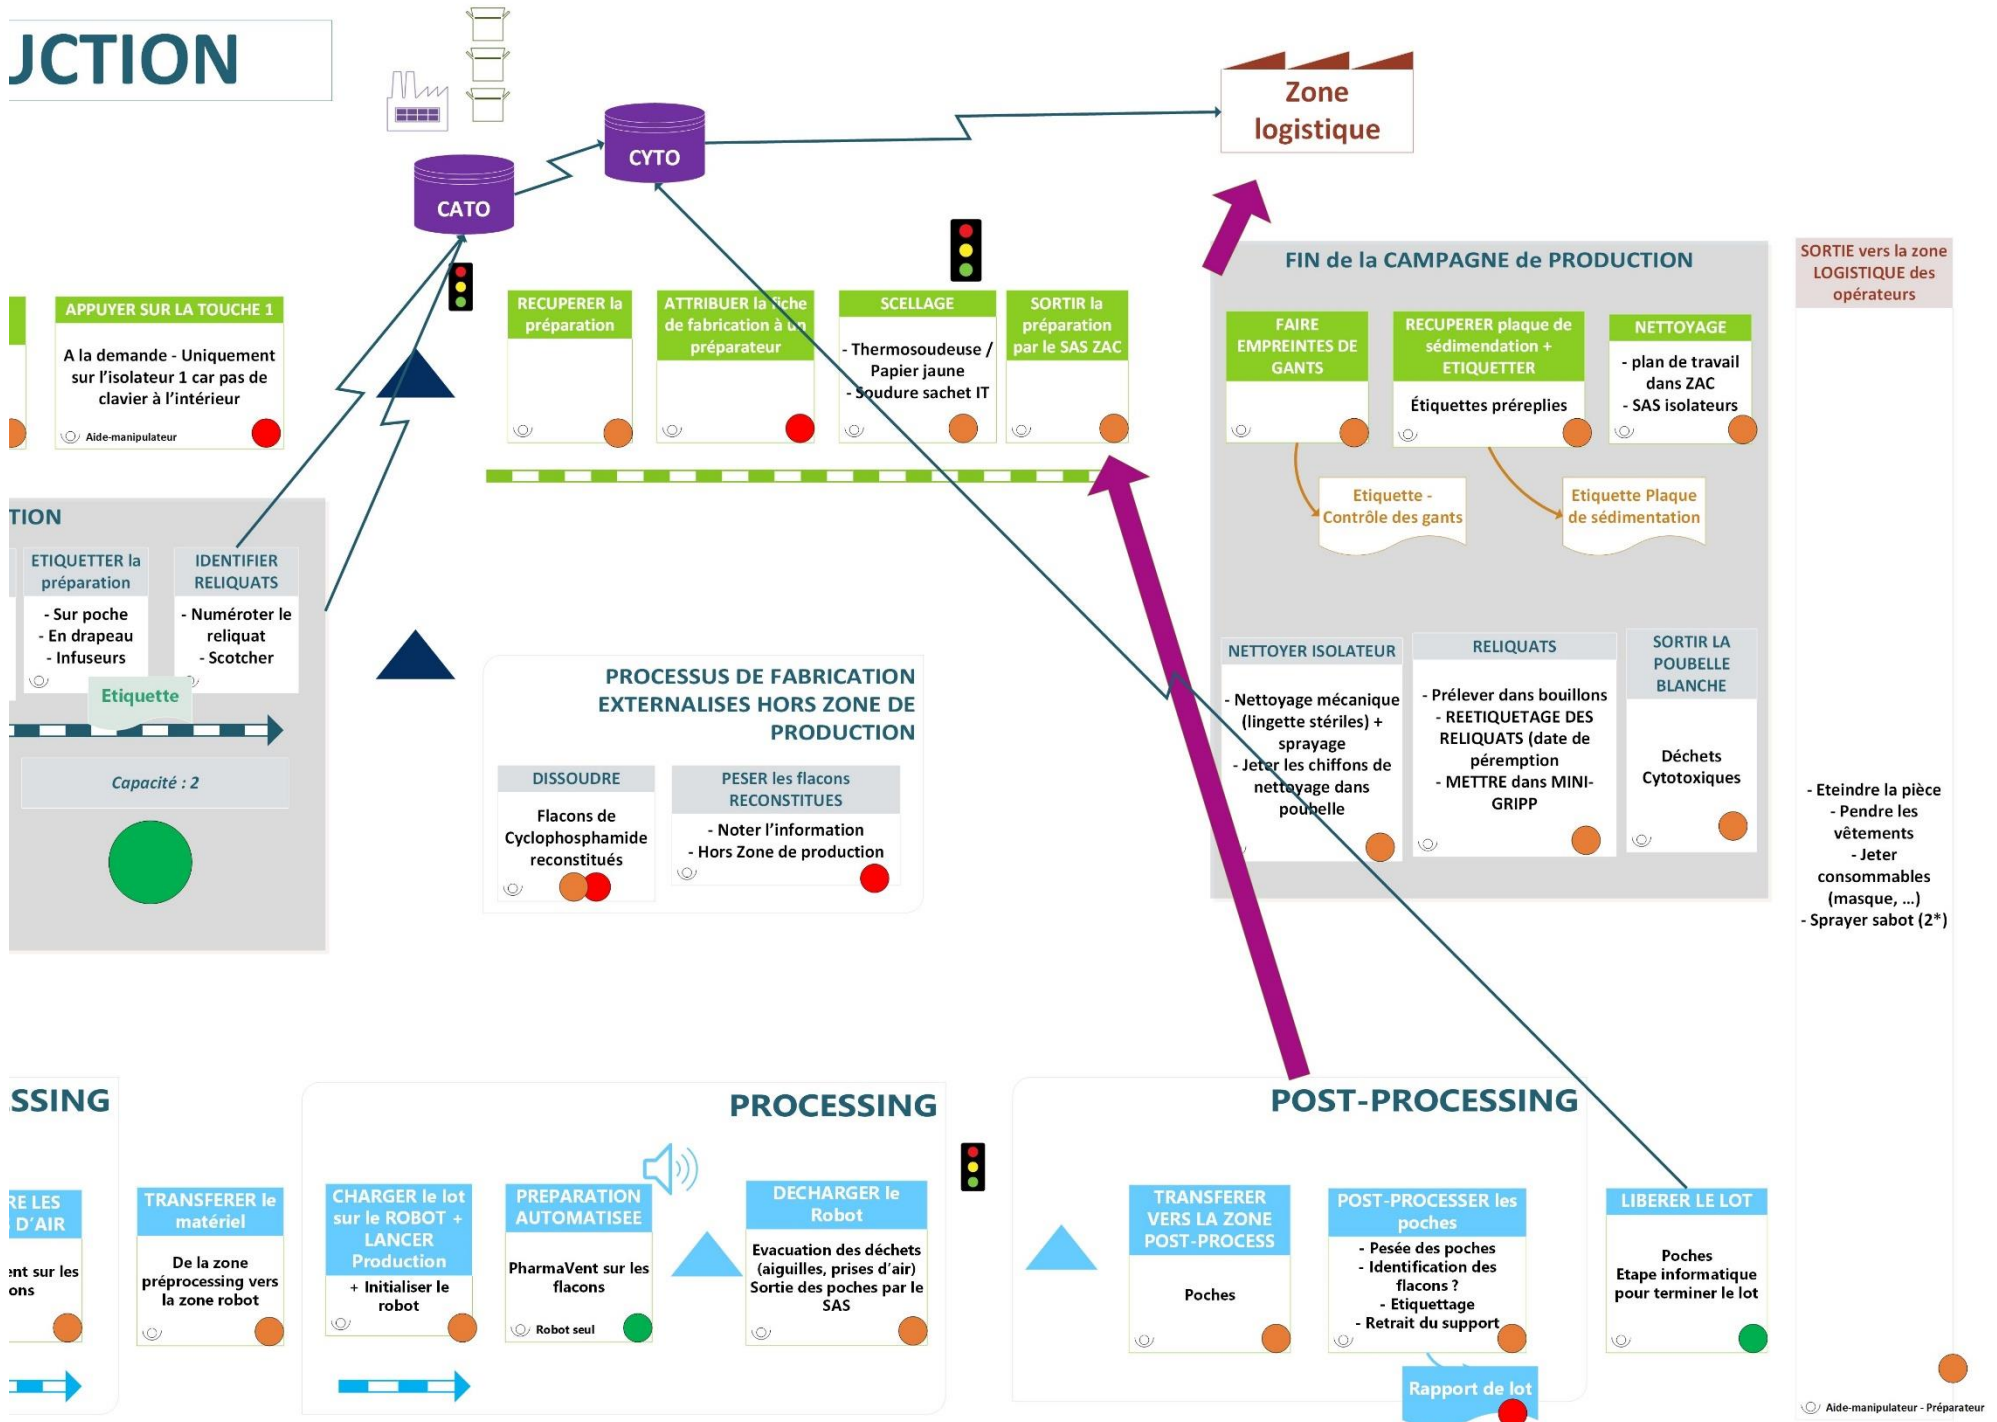 UCTION
CATO
CYTO
Zone
logistique
APPUYER SUR LA TOUCHE 1
A la demande - Uniquement
sur l'isolateur 1 car pas de
clavier à l'intérieur
Aide-manipulateur
RECUPERER la
préparation
ATTRIBUER la fiche
de fabrication à un
préparateur
SCELLAGE
- Thermosoudeuse /
Papier jaune
- Soudure sachet IT
SORTIR la
préparation
par le SAS ZAC
FIN de la CAMPAGNE de PRODUCTION
FAIRE
EMPREINTES DE
GANTS
RECUPERER plaque de
sédimendation +
ETIQUETTER
Étiquettes préreplies
NETTOYAGE
- plan de travail
dans ZAC
- SAS isolateurs
Etiquette -
Contrôle des gants
Etiquette Plaque
de sédimentation
NETTOYER ISOLATEUR
- Nettoyage mécanique
(lingette stériles) +
sprayage
- Jeter les chiffons de
nettoyage dans
poubelle
RELIQUATS
- Prélever dans bouillons
- REETIQUETAGE DES
RELIQUATS (date de
péremption
- METTRE dans MINI-
GRIPP
SORTIR LA
POUBELLE
BLANCHE
Déchets
Cytotoxiques
SORTIE vers la zone
LOGISTIQUE des
opérateurs
- Eteindre la pièce
- Pendre les
vêtements
- Jeter
consommables
(masque, ...)
- Sprayer sabot (2*)
Aide-manipulateur - Préparateur
TION
ETIQUETTER la
préparation
- Sur poche
- En drapeau
- Infuseurs
IDENTIFIER
RELIQUATS
- Numéroter le
reliquat
- Scotcher
Etiquette
Capacité : 2
PROCESSUS DE FABRICATION
EXTERNALISES HORS ZONE DE
PRODUCTION
DISSOUDRE
Flacons de
Cyclophosphamide
reconstitués
PESER les flacons
RECONSTITUES
- Noter l'information
- Hors Zone de production
SSING
RE LES
D'AIR
ent sur les
ons
TRANSFERER le
matériel
De la zone
préprocessing vers
la zone robot
PROCESSING
CHARGER le lot
sur le ROBOT +
LANCER
Production
+ Initialiser le
robot
PREPARATION
AUTOMATISEE
PharmaVent sur les
flacons
Robot seul
DECHARGER le
Robot
Evacuation des déchets
(aiguilles, prises d'air)
Sortie des poches par le
SAS
POST-PROCESSING
TRANSFERER
VERS LA ZONE
POST-PROCESS
Poches
POST-PROCESSER les
poches
- Pesée des poches
- Identification des
flacons ?
- Etiquettage
- Retrait du support
Rapport de lot
LIBERER LE LOT
Poches
Etape informatique
pour terminer le lot